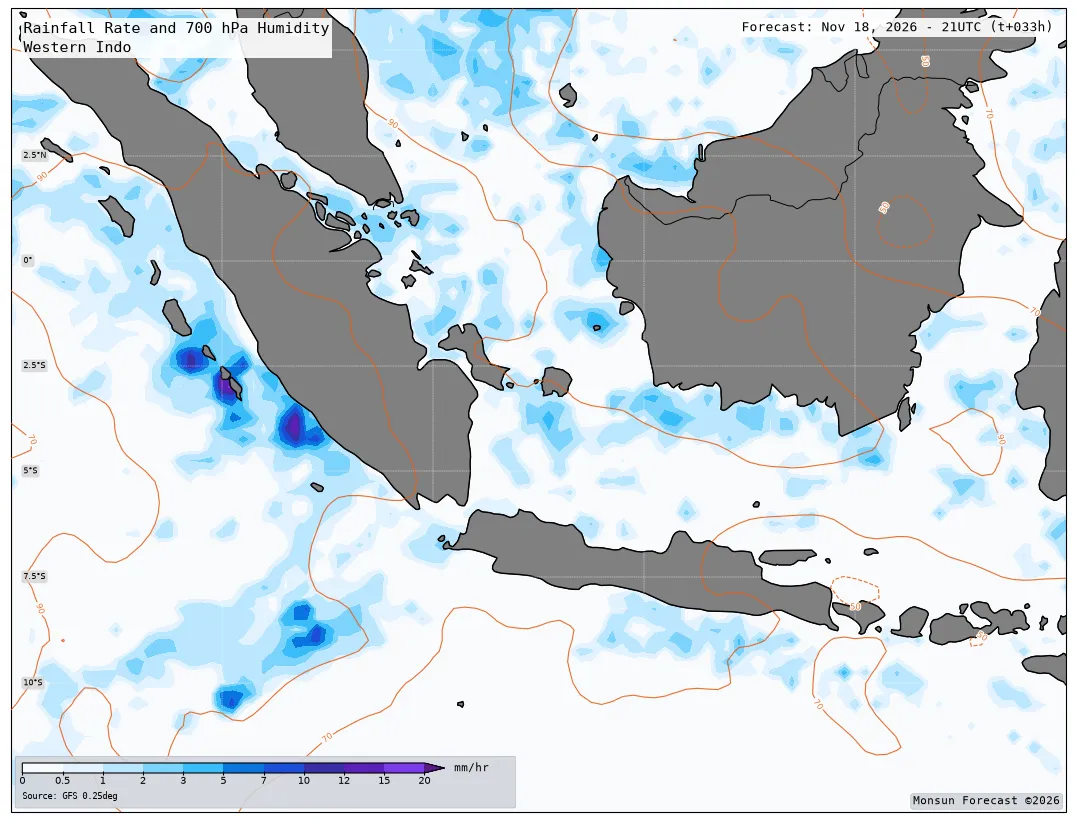 Rainfall Rate and 700 hPa Humidity
Western Indo
Forecast: Nov 18, 2026 - 21UTC (t+033h)
50
70
90
2.5°N
90
50
0°
70
2.5°S
70
90
5°S
7.5°S
90
50
50
10°S
70
70
mm/hr
0 0.5 1 2 3 5 7 10 12 15 20
Source: GFS 0.25deg
Monsun Forecast ©2026